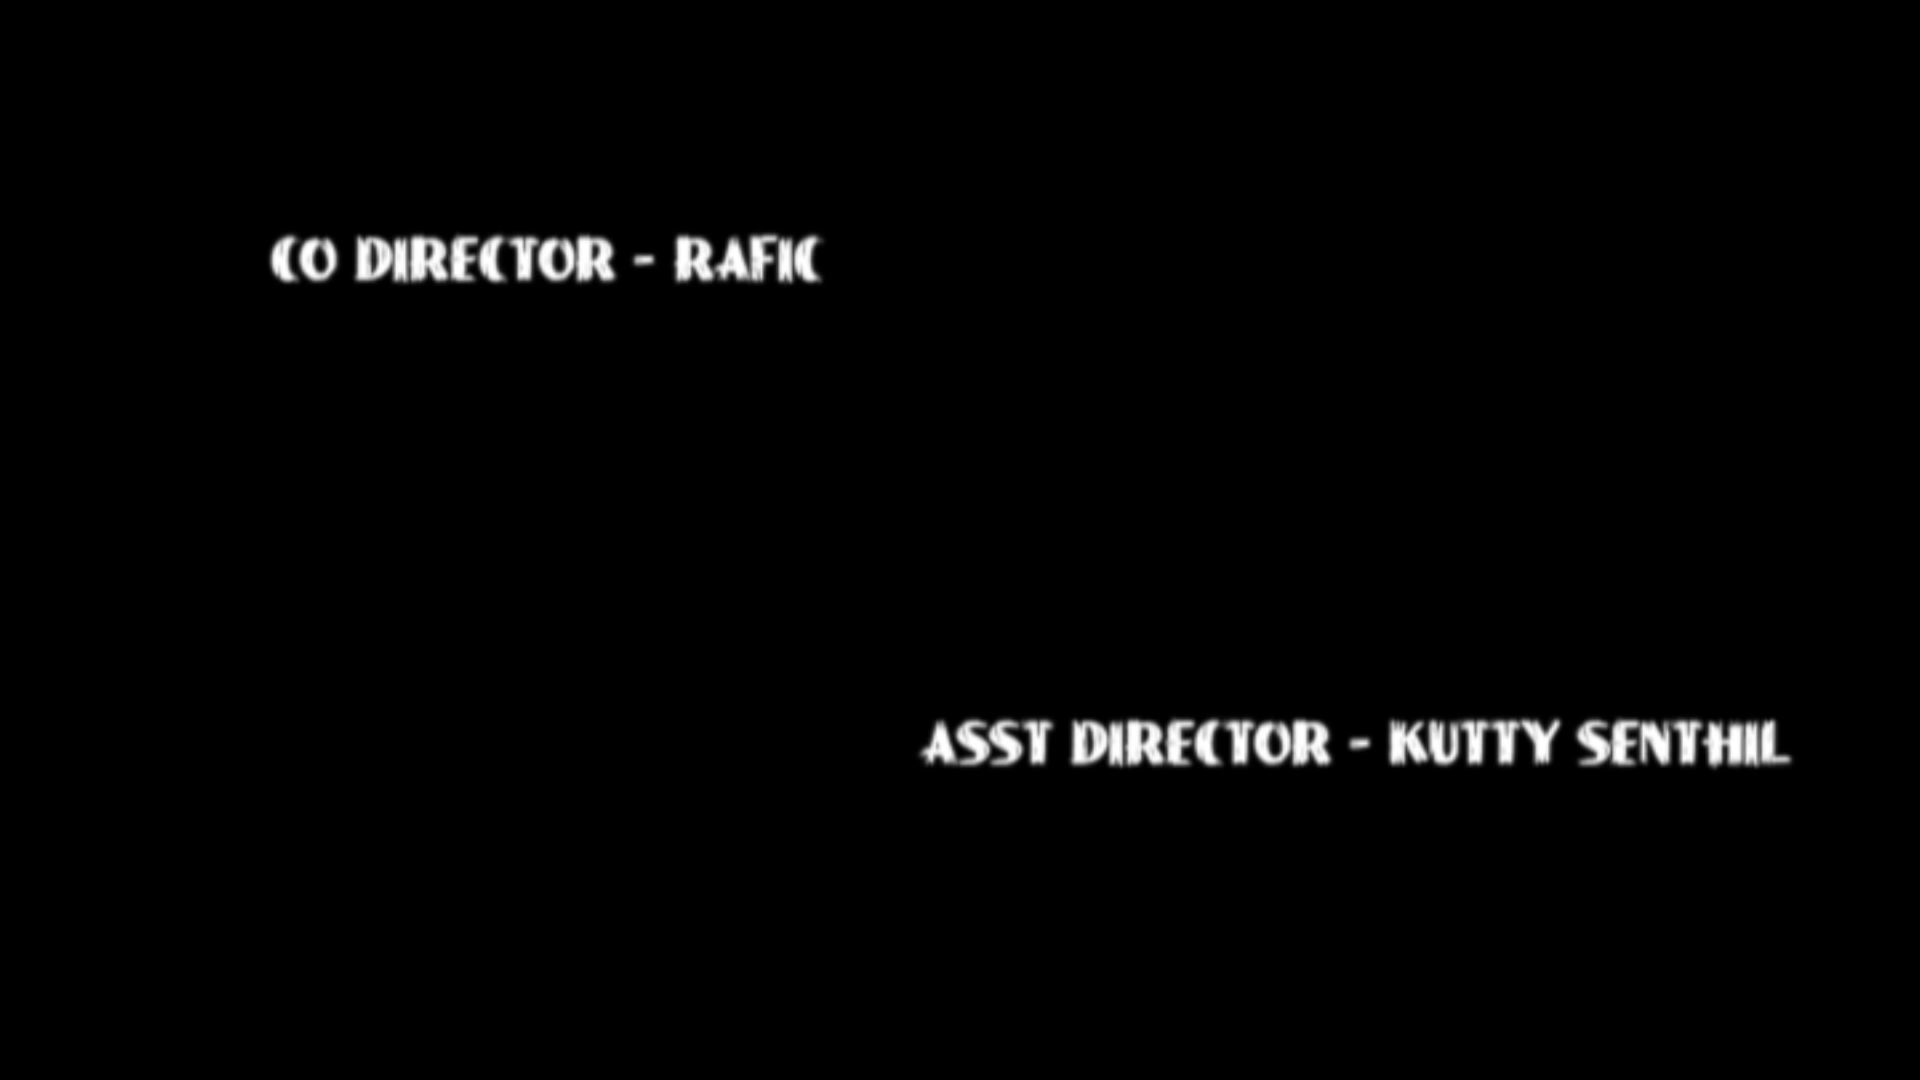 CO DIRECTOR - RAFIC
ASST DIRECTOR - KUTTY SENTHIL